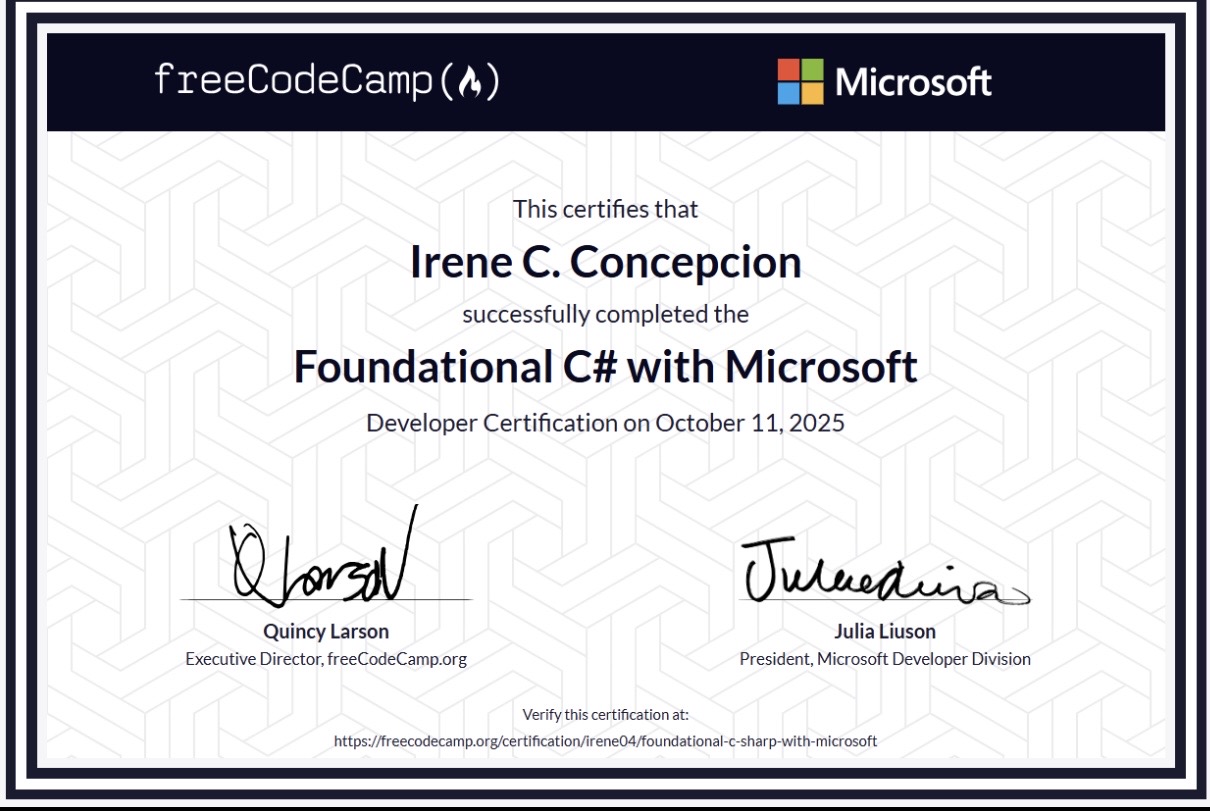 freeCodeCamp(🔥)
Microsoft
This certifies that
Irene C. Concepcion
successfully completed the
Foundational C# with Microsoft
Developer Certification on October 11, 2025
Quincy Larson
Executive Director, freeCodeCamp.org
Julia Liuson
President, Microsoft Developer Division
Verify this certification at:
https://freecodecamp.org/certification/irene04/foundational-c-sharp-with-microsoft